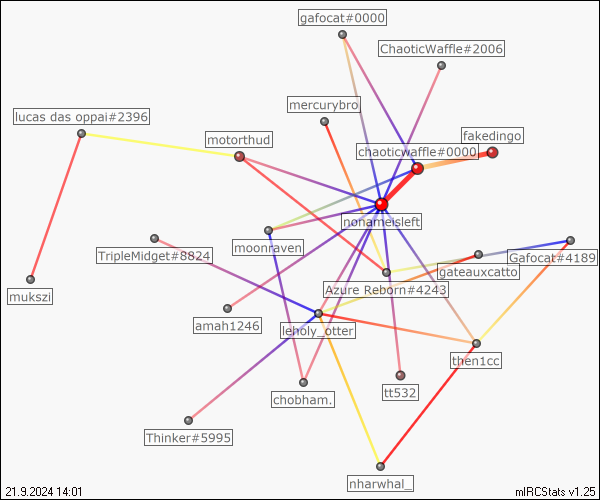 gafocat#0000
ChaoticWaffle#2006
mercurybro.
lucas das oppai#2396
motorthud
fakedingo
chaoticwaffle#0000
nonameisleft
moonraven
TripleMidget#8824
Gafocat#4189
gateauxcatto
Azure Reborn#4243
mukszi
amah1246
leholy_otter
then1cc
chobham.
tt532
Thinker#5995
nharwhal_
21.9.2024 14:01
mIRCStats v1.25